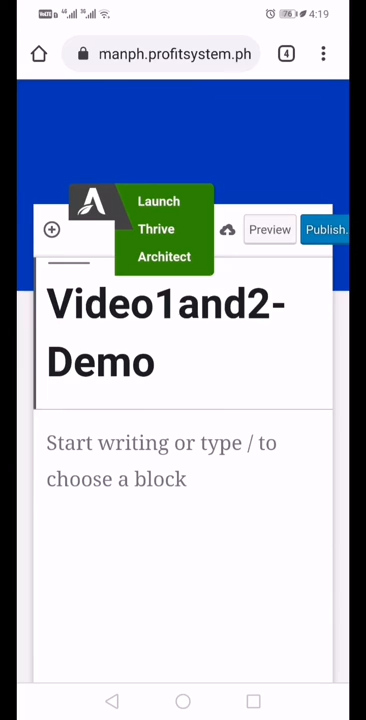 4:19
76
manph.profitsystem.ph
4
Launch
Thrive
Architect
Preview
Publish.
Video1and2-
Demo
Start writing or type / to
choose a block